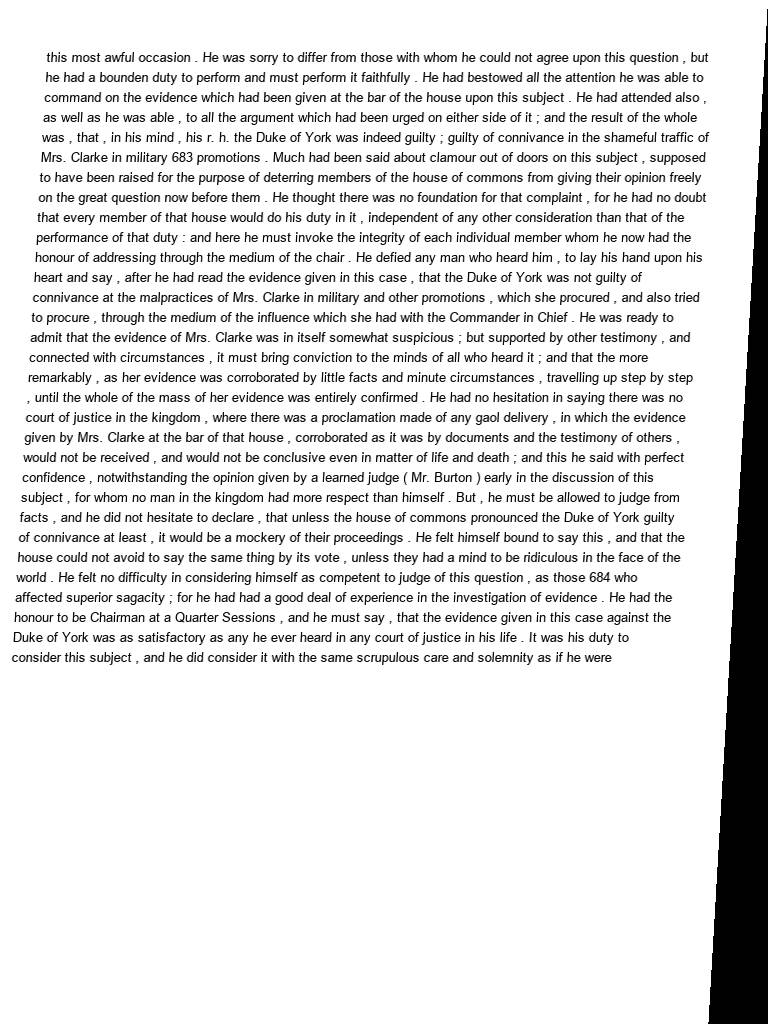 this most awful occasion . He was sorry to differ from those with whom he could not agree upon this question , but
he had a bounden duty to perform and must perform it faithfully . He had bestowed all the attention he was able to
command on the evidence which had been given at the bar of the house upon this subject . He had attended also ,
as well as he was able , to all the argument which had been urged on either side of it ; and the result of the whole
was , that , in his mind , his r. h. the Duke of York was indeed guilty ; guilty of connivance in the shameful traffic of
Mrs. Clarke in military 683 promotions . Much had been said about clamour out of doors on this subject , supposed
to have been raised for the purpose of deterring members of the house of commons from giving their opinion freely
on the great question now before them . He thought there was no foundation for that complaint , for he had no doubt
that every member of that house would do his duty in it , independent of any other consideration than that of the
performance of that duty : and here he must invoke the integrity of each individual member whom he now had the
honour of addressing through the medium of the chair . He defied any man who heard him , to lay his hand upon his
heart and say , after he had read the evidence given in this case , that the Duke of York was not guilty of
connivance at the malpractices of Mrs. Clarke in military and other promotions , which she procured , and also tried
to procure , through the medium of the influence which she had with the Commander in Chief . He was ready to
admit that the evidence of Mrs. Clarke was in itself somewhat suspicious ; but supported by other testimony , and
connected with circumstances , it must bring conviction to the minds of all who heard it ; and that the more
remarkably , as her evidence was corroborated by little facts and minute circumstances , travelling up step by step
, until the whole of the mass of her evidence was entirely confirmed . He had no hesitation in saying there was no
court of justice in the kingdom , where there was a proclamation made of any gaol delivery , in which the evidence
given by Mrs. Clarke at the bar of that house , corroborated as it was by documents and the testimony of others ,
would not be received , and would not be conclusive even in matter of life and death ; and this he said with perfect
confidence , notwithstanding the opinion given by a learned judge ( Mr. Burton ) early in the discussion of this
subject , for whom no man in the kingdom had more respect than himself . But , he must be allowed to judge from
facts , and he did not hesitate to declare , that unless the house of commons pronounced the Duke of York guilty
of connivance at least , it would be a mockery of their proceedings . He felt himself bound to say this , and that the
house could not avoid to say the same thing by its vote , unless they had a mind to be ridiculous in the face of the
world . He felt no difficulty in considering himself as competent to judge of this question , as those 684 who
affected superior sagacity ; for he had had a good deal of experience in the investigation of evidence . He had the
honour to be Chairman at a Quarter Sessions , and he must say , that the evidence given in this case against the
Duke of York was as satisfactory as any he ever heard in any court of justice in his life . It was his duty to
consider this subject , and he did consider it with the same scrupulous care and solemnity as if he were